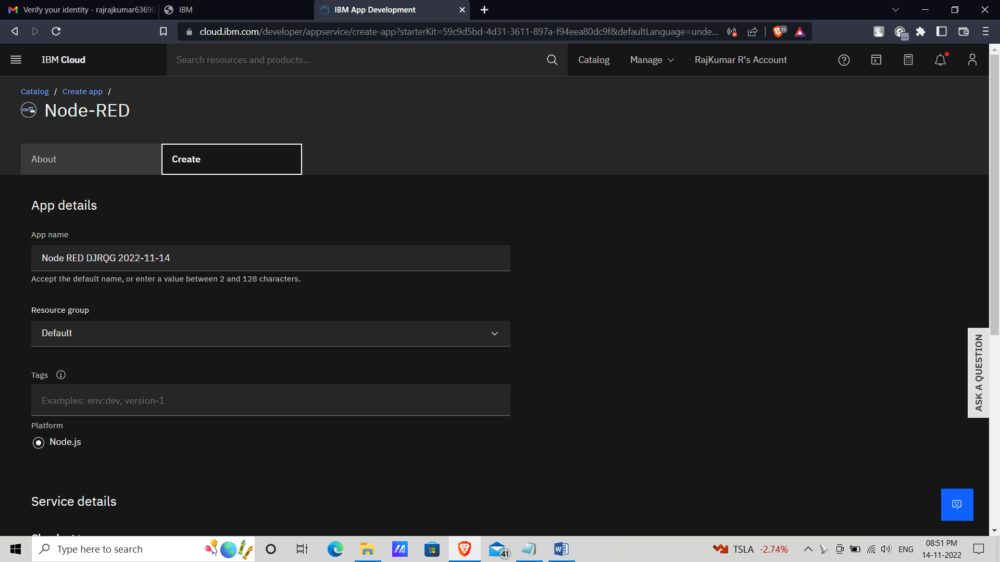 Verify your identity - rajrajkumar63690
IBM
IBM App Development
cloud.ibm.com/developer/appservice/create-app?starterKit=59c9d5bd-4d31-3611-897a-f94eea80dc9f&defaultLanguage=unde...
15
IBM Cloud
Search resources and products...
Catalog
Manage
RajKumar R's Account
Catalog / Create app /
Node-RED
About
Create
App details
App name
Node RED DJRQG 2022-11-14
Accept the default name, or enter a value between 2 and 128 characters.
Resource group
Default
Tags
Examples: env:dev, version-1
Platform
Node.js
ASK A QUESTION
Service details
Type here to search
41
TSLA -2.74%
ENG
08:51 PM
14-11-2022